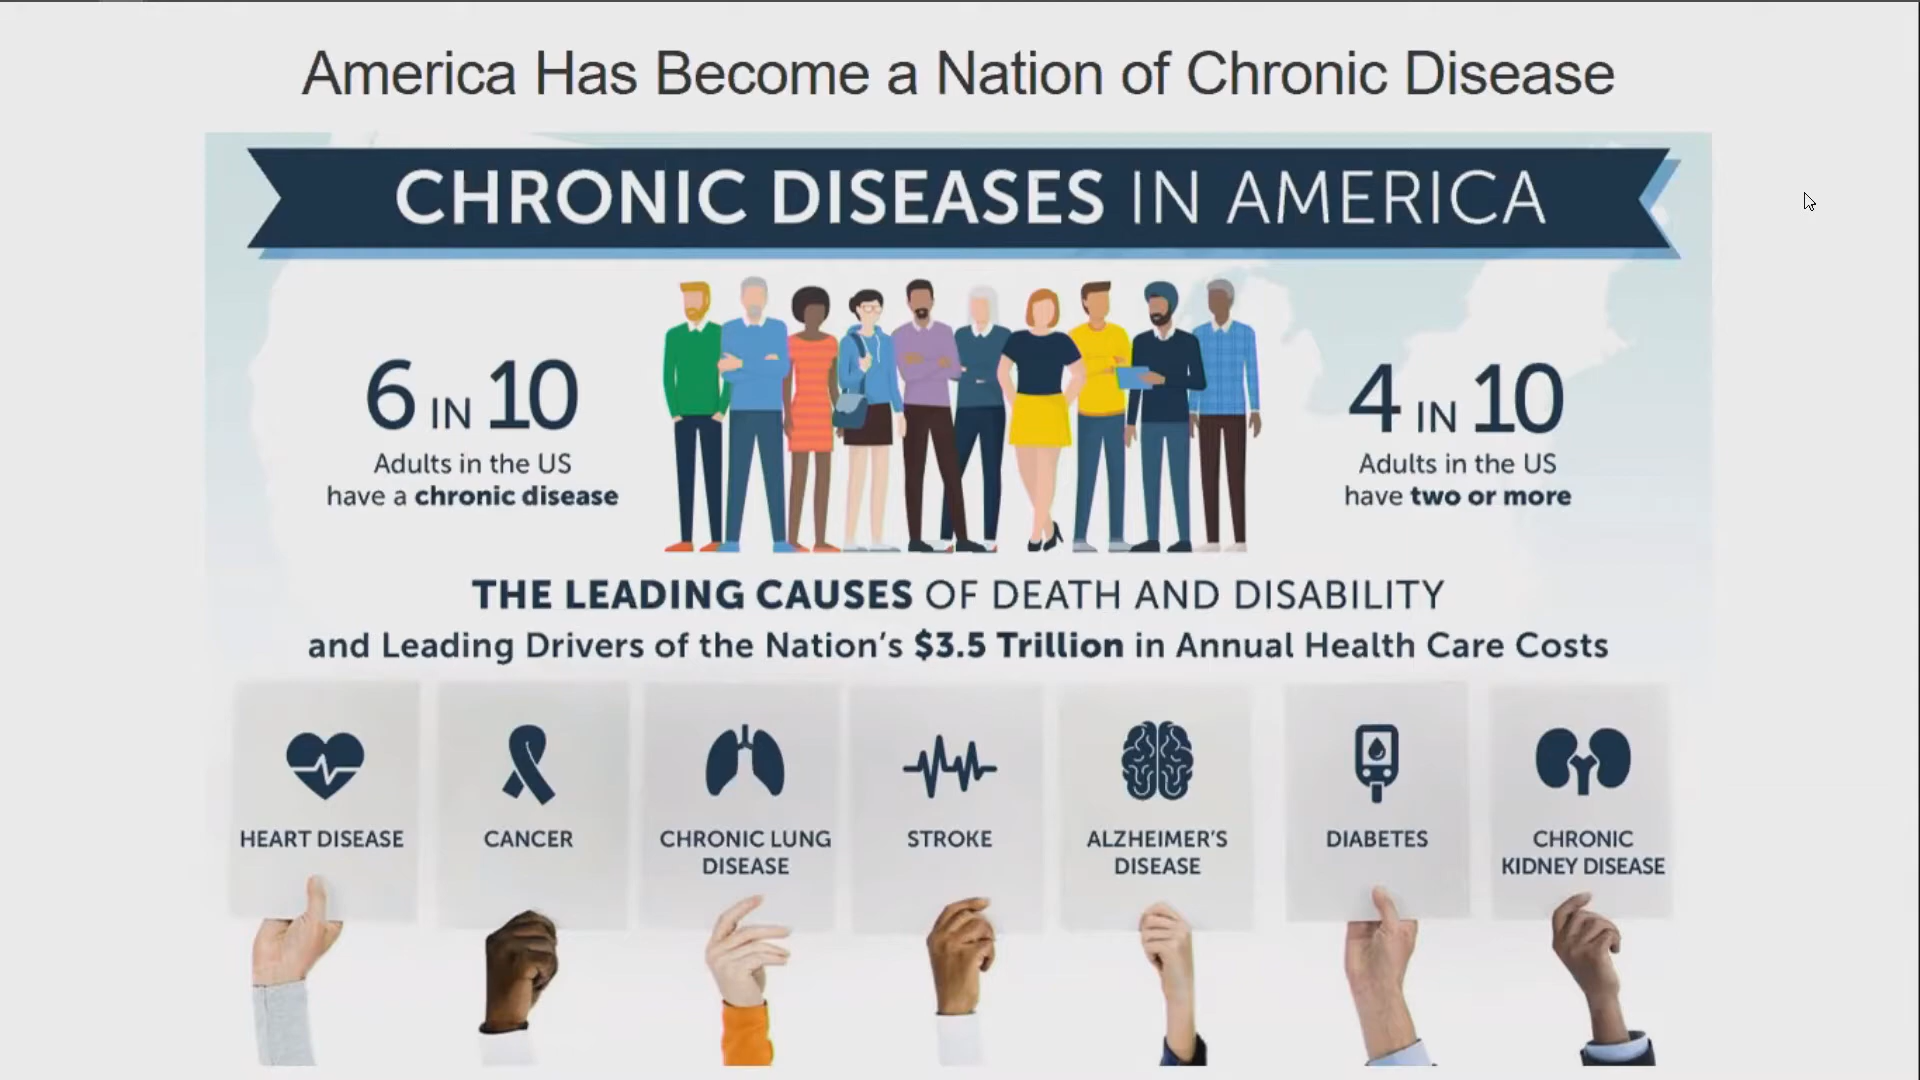 America Has Become a Nation of Chronic Disease
CHRONIC DISEASES IN AMERICA
6 IN 10
Adults in the US
have a chronic disease
4 IN 10
Adults in the US
have two or more
THE LEADING CAUSES OF DEATH AND DISABILITY
and Leading Drivers of the Nation's $3.5 Trillion in Annual Health Care Costs
HEART DISEASE
CANCER
CHRONIC LUNG
DISEASE
STROKE
ALZHEIMER'S
DISEASE
DIABETES
CHRONIC
KIDNEY DISEASE